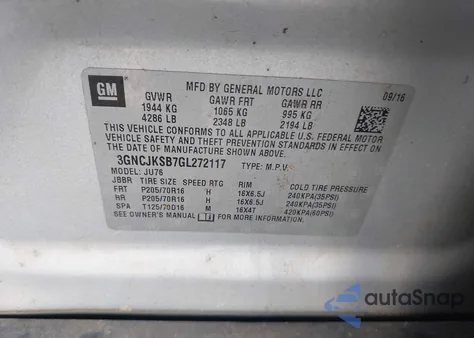 GM
MFD BY GENERAL MOTORS LLC 09/16
GVWR GAWR FRT GAWR RR
1944 KG 1065 KG 995 KG
4286 LB 2348 LB 2194 LB
THIS VEHICLE CONFORMS TO ALL APPLICABLE U.S. FEDERAL MOTOR
VEHICLE SAFETY AND THEFT PREVENTION STANDARDS IN EFFECT ON
THE DATE OF MANUFACTURE SHOWN ABOVE.
3GNCJKSB7GL272117 TYPE: M.P.V.
MODEL: JU76
JBBR TIRE SIZE SPEED RTG RIM COLD TIRE PRESSURE
FRT P205/70R16 H 16X6.5J 240KPA(35PSI)
RR P205/70R16 H 16X6.5J 240KPA(35PSI)
SPA T125/70D16 M 16X4T 420KPA(60PSI)
SEE OWNER'S MANUAL FOR MORE INFORMATION.
autoSnap